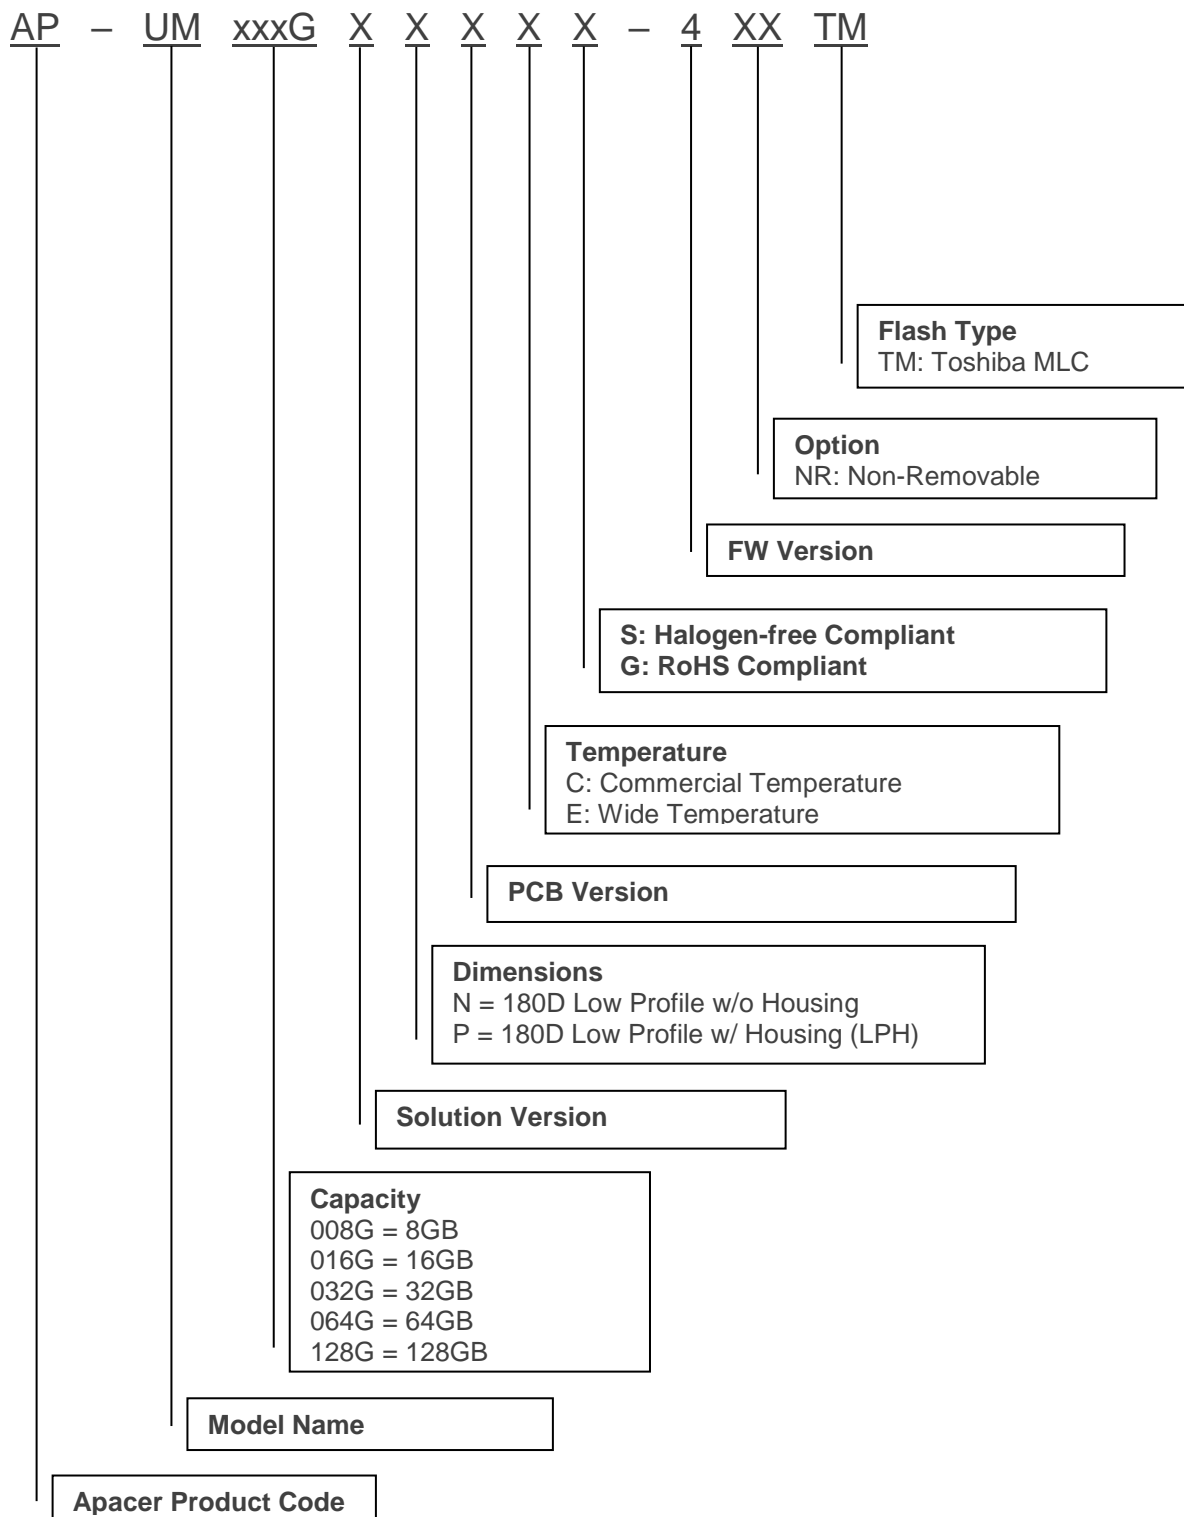 AP – UM xxxG X X X X X – 4 XX TM
Flash Type
TM: Toshiba MLC
Option
NR: Non-Removable
FW Version
S: Halogen-free Compliant
G: RoHS Compliant
Temperature
C: Commercial Temperature
E: Wide Temperature
PCB Version
Dimensions
N = 180D Low Profile w/o Housing
P = 180D Low Profile w/ Housing (LPH)
Solution Version
Capacity
008G = 8GB
016G = 16GB
032G = 32GB
064G = 64GB
128G = 128GB
Model Name
Apacer Product Code